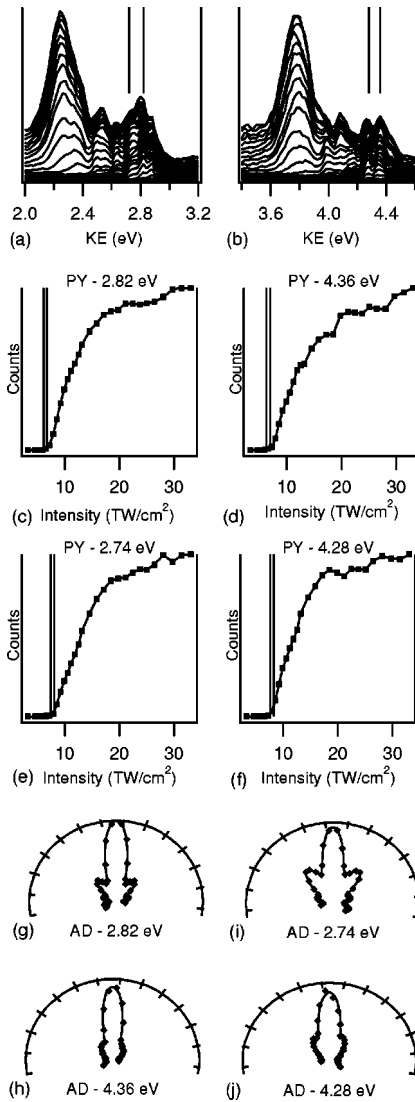 2.0 2.4 2.8 3.2
3.6 4.0 4.4
(a) KE (eV)
(b) KE (eV)
PY - 2.82 eV
PY - 4.36 eV
Counts
Counts
10 20 30
10 20 30
(c) Intensity (TW/cm²)
(d) Intensity (TW/cm²)
PY - 2.74 eV
PY - 4.28 eV
Counts
Counts
10 20 30
10 20 30
(e) Intensity (TW/cm²)
(f) Intensity (TW/cm²)
(g) AD - 2.82 eV
(i) AD - 2.74 eV
(h) AD - 4.36 eV
(j) AD - 4.28 eV